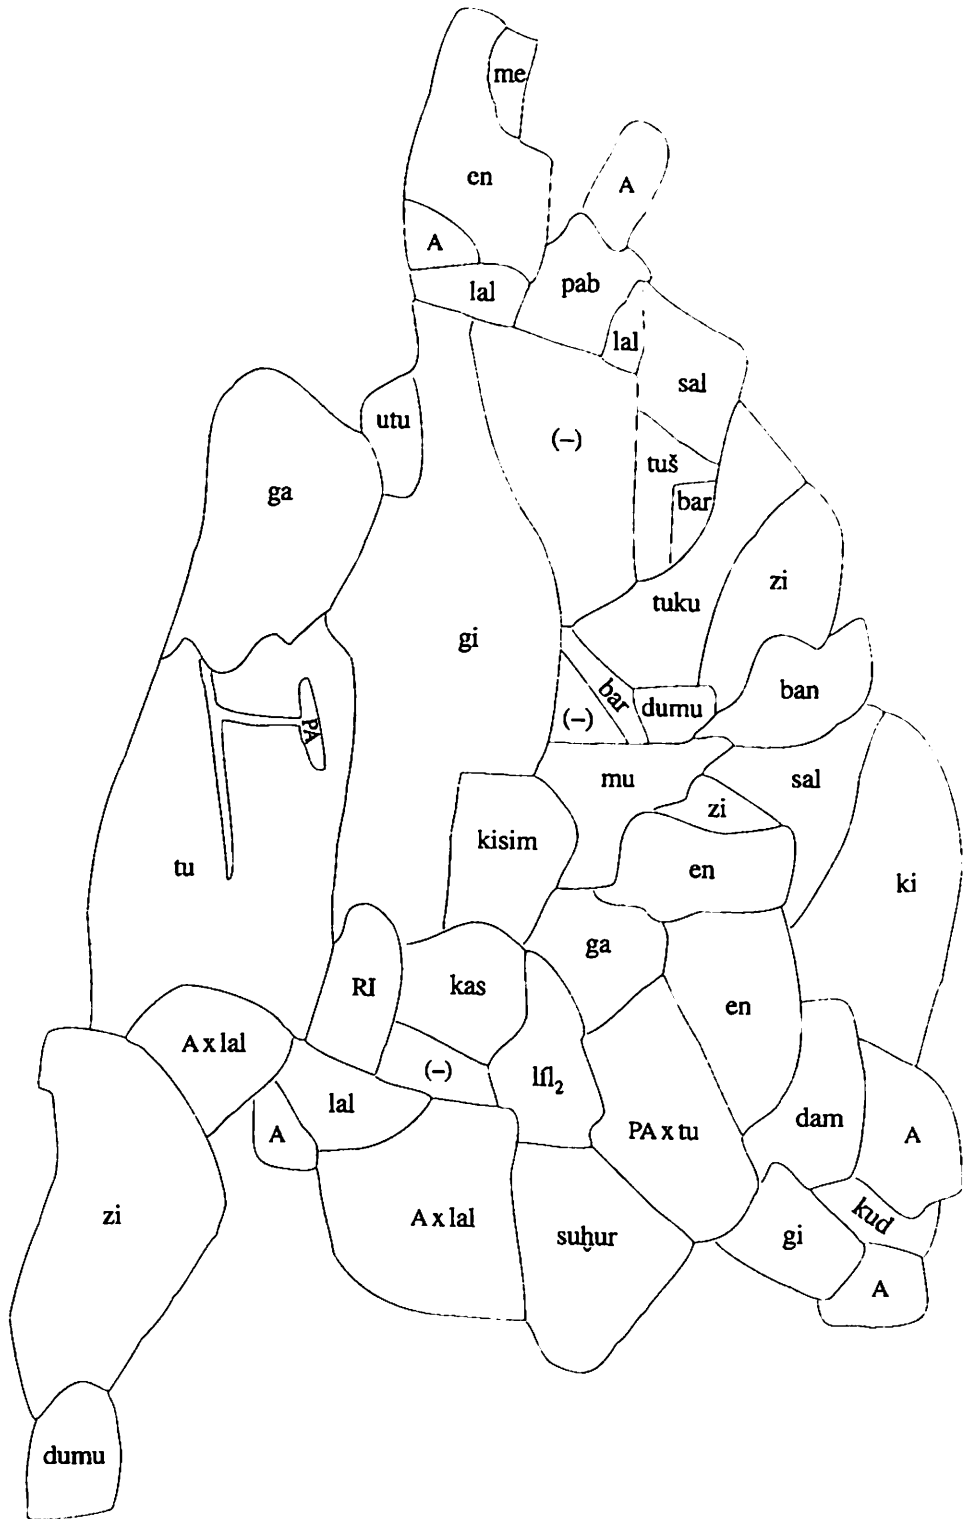 me
en
A
A
lal
pab
lal
sal
utu
(–)
tuš
ga
bar
tuku
zi
gi
bar
dumu
ban
(–)
PA
mu
sal
zi
kisim
en
tu
ki
ga
RI
kas
en
A x lal
(–)
líl₂
lal
dam
A
PA x tu
A
zi
A x lal
suḫur
gi
kud
A
dumu